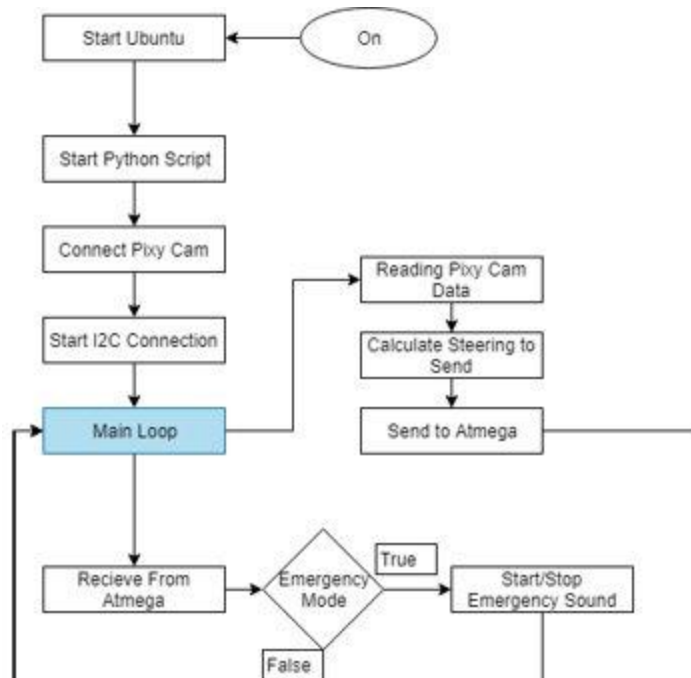 Start Ubuntu
On
Start Python Script
Connect Pixy Cam
Reading Pixy Cam
Data
Start I2C Connection
Calculate Steering to
Send
Main Loop
Send to Atmega
Recieve From
Atmega
Emergency
Mode
True
Start/Stop
Emergency Sound
False